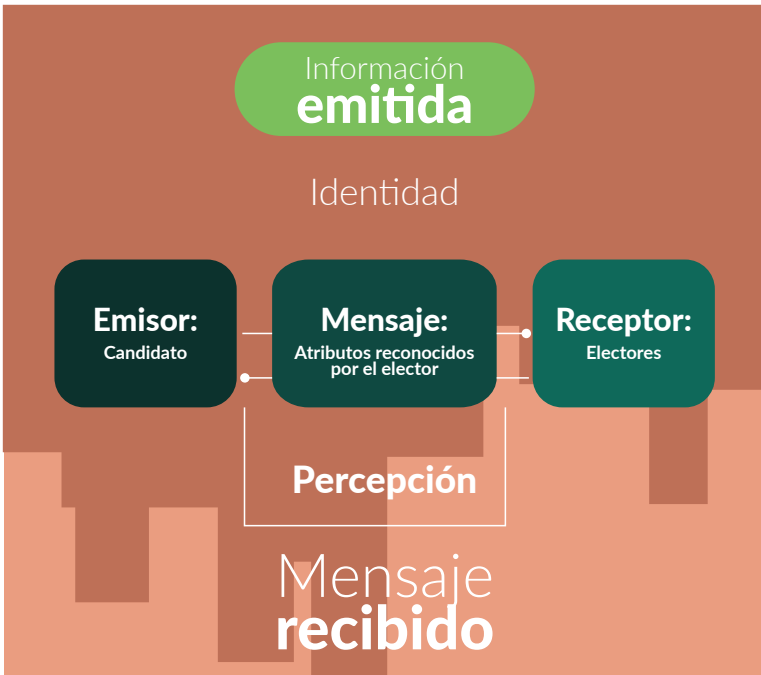 Información
emitida
Identidad
Emisor:
Candidato
Mensaje:
Atributos reconocidos
por el elector
Receptor:
Electores
Percepción
Mensaje
recibido